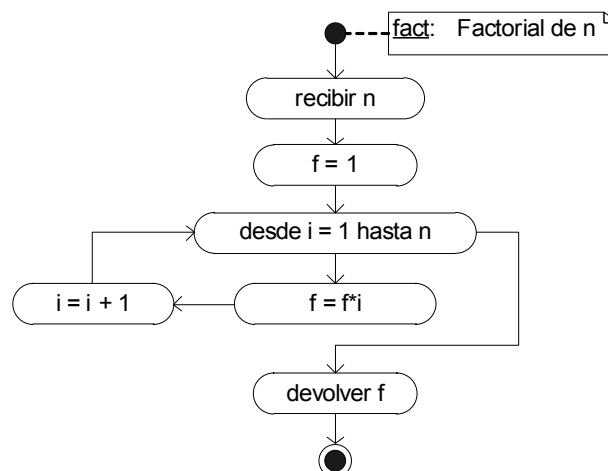 fact:   Factorial de n
recibir n
f = 1
desde i = 1 hasta n
i = i + 1
f = f*i
devolver f